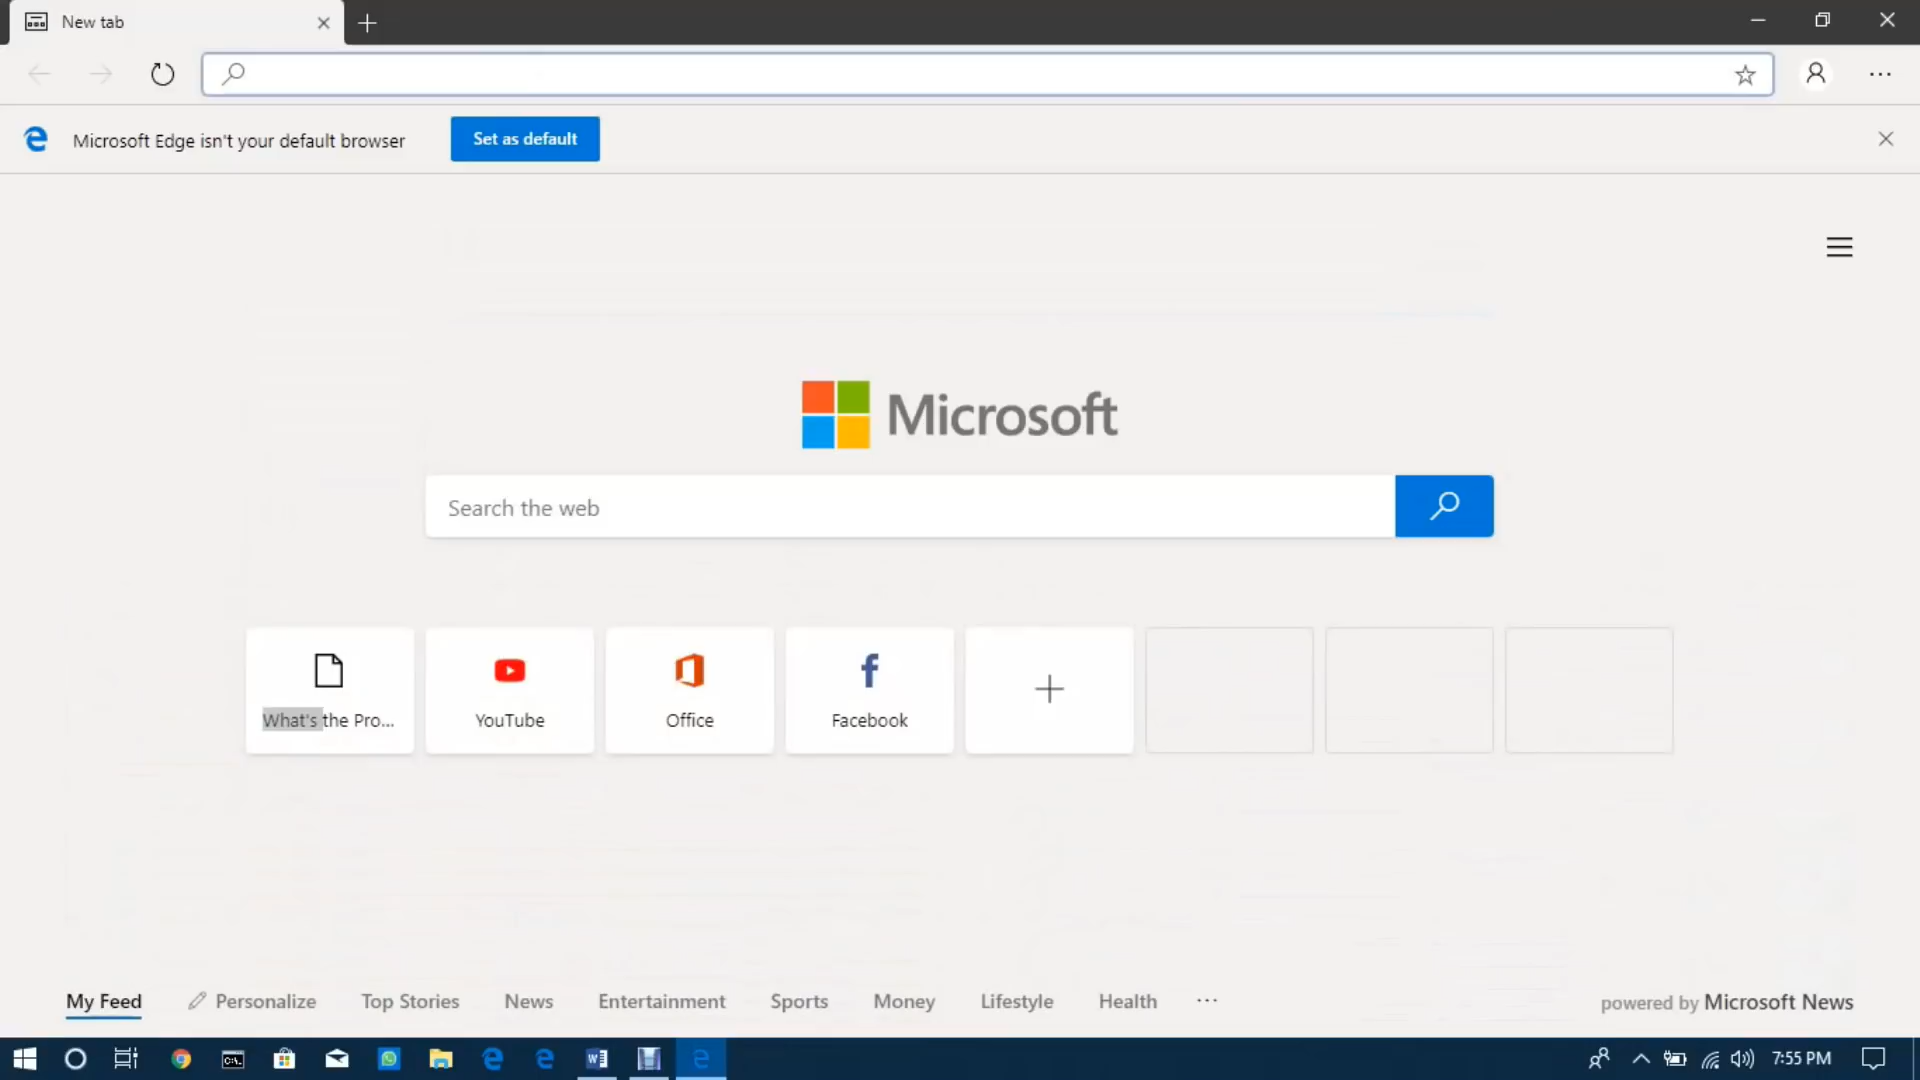 New tab
Microsoft Edge isn't your default browser Set as default
Microsoft
Search the web
What's the Pro... YouTube Office Facebook
My Feed Personalize Top Stories News Entertainment Sports Money Lifestyle Health ... powered by Microsoft News
7:55 PM